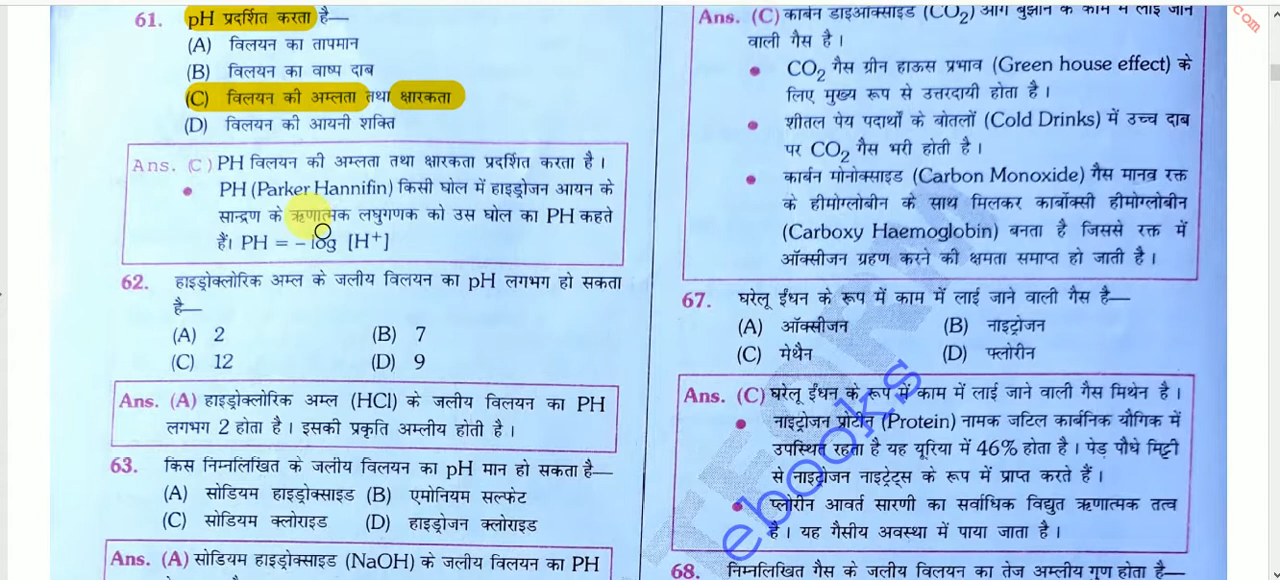 61. pH प्रदर्शित करता है—
(A) विलयन का तापमान
(B) विलयन का वाष्प दाब
(C) विलयन की अम्लता तथा क्षारकता
(D) विलयन की आयनी शक्ति
Ans. (C) PH विलयन की अम्लता तथा क्षारकता प्रदर्शित करता है।
• PH (Parker Hannifin) किसी घोल में हाइड्रोजन आयन के
सान्द्रण के ऋणात्मक लघुगणक को उस घोल का PH कहते
हैं। PH = – log [H+]
62. हाइड्रोक्लोरिक अम्ल के जलीय विलयन का pH लगभग हो सकता
है—
(A) 2 (B) 7
(C) 12 (D) 9
Ans. (A) हाइड्रोक्लोरिक अम्ल (HCl) के जलीय विलयन का PH
लगभग 2 होता है। इसकी प्रकृति अम्लीय होती है।
63. किस निम्नलिखित के जलीय विलयन का pH मान हो सकता है—
(A) सोडियम हाइड्रोक्साइड (B) एमोनियम सल्फेट
(C) सोडियम क्लोराइड (D) हाइड्रोजन क्लोराइड
Ans. (A) सोडियम हाइड्रोक्साइड (NaOH) के जलीय विलयन का PH
Ans. (C) कार्बन डाइऑक्साइड (CO2) आग बुझाने के काम में लाई जाने
वाली गैस है।
• CO2 गैस ग्रीन हाऊस प्रभाव (Green house effect) के
लिए मुख्य रूप से उत्तरदायी होता है।
• शीतल पेय पदार्थों के बोतलों (Cold Drinks) में उच्च दाब
पर CO2 गैस भरी होती है।
• कार्बन मोनोक्साइड (Carbon Monoxide) गैस मानव रक्त
के हीमोग्लोबीन के साथ मिलकर कार्बोक्सी हीमोग्लोबीन
(Carboxy Haemoglobin) बनता है जिससे रक्त में
ऑक्सीजन ग्रहण करने की क्षमता समाप्त हो जाती है।
67. घरेलू ईंधन के रूप में काम में लाई जाने वाली गैस है—
(A) ऑक्सीजन (B) नाइट्रोजन
(C) मेथैन (D) फ्लोरीन
Ans. (C) घरेलू ईंधन के रूप में काम में लाई जाने वाली गैस मिथेन है।
• नाइट्रोजन प्रोटीन (Protein) नामक जटिल कार्बनिक यौगिक में
उपस्थित रहता है यह यूरिया में 46% होता है। पेड़ पौधे मिट्टी
से नाइट्रोजन नाइट्रेट्स के रूप में प्राप्त करते हैं।
• प्लोरीन आवर्त सारणी का सर्वाधिक विद्युत ऋणात्मक तत्व
है। यह गैसीय अवस्था में पाया जाता है।
68. निम्नलिखित गैस के जलीय विलयन का तेज अम्लीय गुण होता है—
ebooks
com